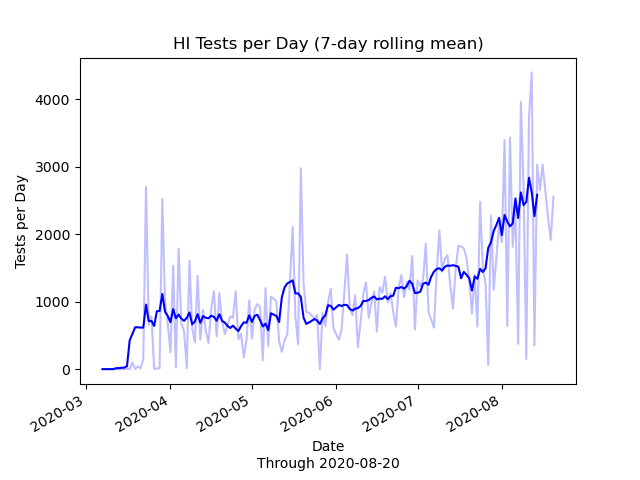 HI Tests per Day (7-day rolling mean)
Tests per Day
4000
3000
2000
1000
0
2020-03
2020-04
2020-05
2020-06
2020-07
2020-08
Date
Through 2020-08-20